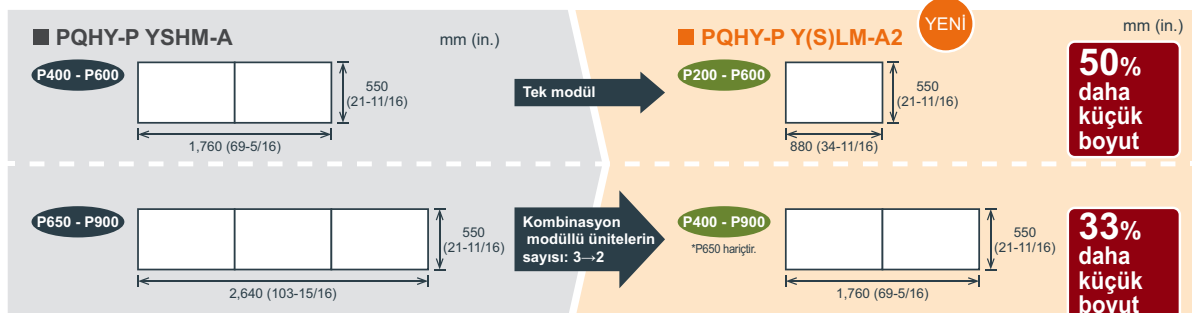 ■ PQHY-P YSHM-A
mm (in.)
P400 - P600
550
(21-11/16)
1,760 (69-5/16)
Tek modül
■ PQHY-P Y(S)LM-A2
YENİ
mm (in.)
P200 - P600
550
(21-11/16)
880 (34-11/16)
50%
daha
küçük
boyut
P650 - P900
550
(21-11/16)
2,640 (103-15/16)
Kombinasyon
modüllü ünitelerin
sayısı: 3→2
P400 - P900
*P650 hariçtir.
550
(21-11/16)
1,760 (69-5/16)
33%
daha
küçük
boyut